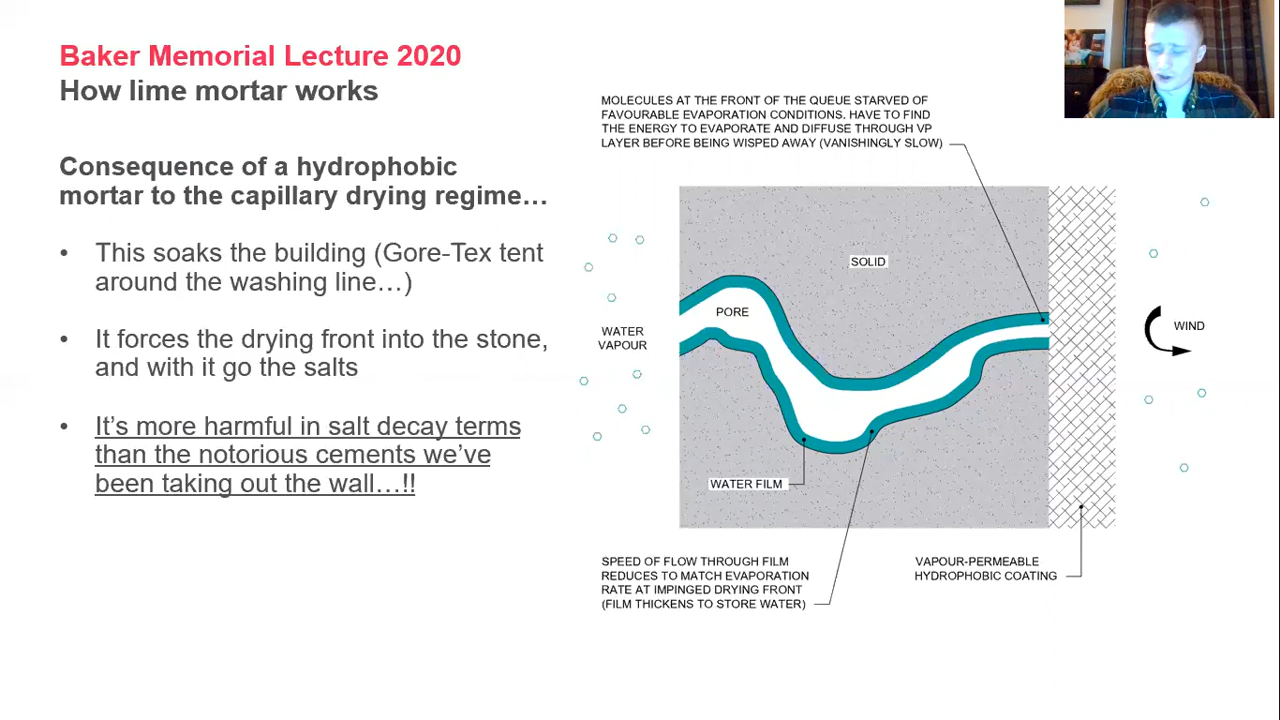 Baker Memorial Lecture 2020
How lime mortar works
Consequence of a hydrophobic
mortar to the capillary drying regime…
• This soaks the building (Gore-Tex tent
around the washing line…)
• It forces the drying front into the stone,
and with it go the salts
• It’s more harmful in salt decay terms
than the notorious cements we’ve
been taking out the wall…!!
MOLECULES AT THE FRONT OF THE QUEUE STARVED OF
FAVOURABLE EVAPORATION CONDITIONS. HAVE TO FIND
THE ENERGY TO EVAPORATE AND DIFFUSE THROUGH VP
LAYER BEFORE BEING WISPED AWAY (VANISHINGLY SLOW)
SOLID
PORE
WATER
VAPOUR
WIND
WATER FILM
SPEED OF FLOW THROUGH FILM
REDUCES TO MATCH EVAPORATION
RATE AT IMPINGED DRYING FRONT
(FILM THICKENS TO STORE WATER)
VAPOUR-PERMEABLE
HYDROPHOBIC COATING